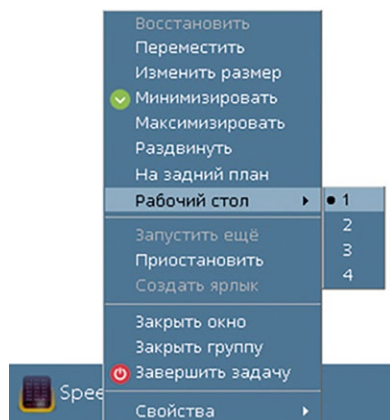 Восстановить
Переместить
Изменить размер
Минимизировать
Максимизировать
Раздвинуть
На задний план
Рабочий стол
1
2
3
4
Запустить ещё
Приостановить
Создать ярлык
Закрыть окно
Закрыть группу
Завершить задачу
Свойства
Spee